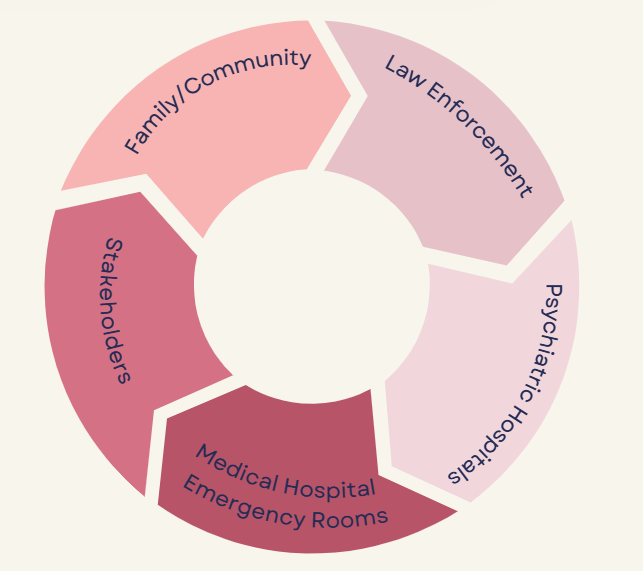 Family/Community
Law Enforcement
Psychiatric Hospitals
Medical Hospital
Emergency Rooms
Stakeholders